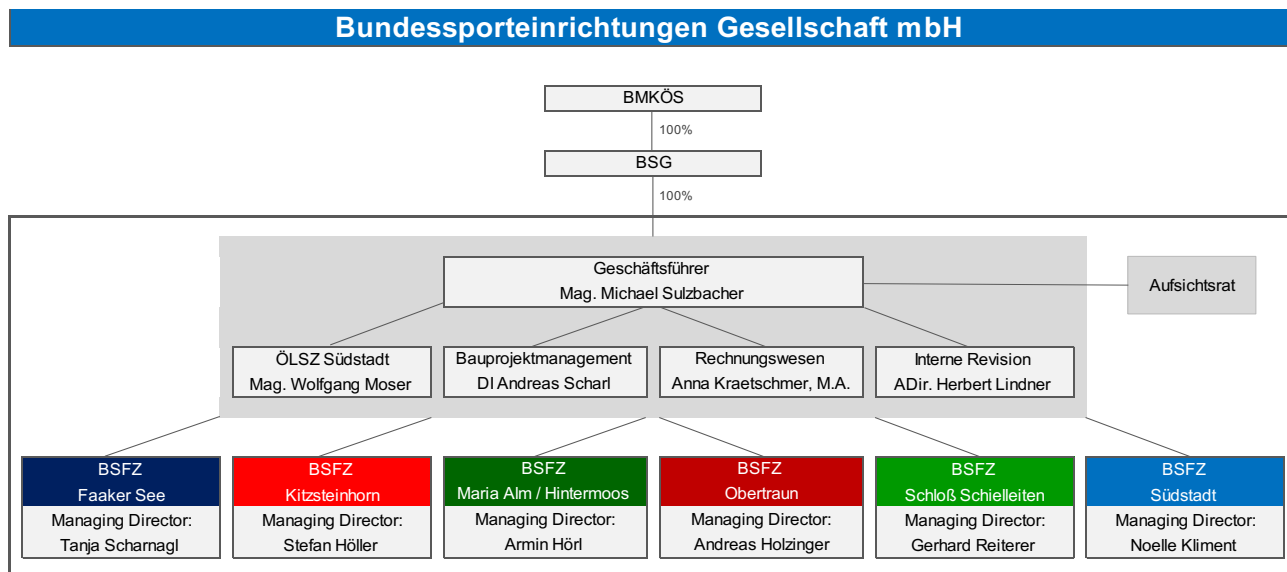 Bundessporteinrichtungen Gesellschaft mbH
BMKÖS
100%
BSG
100%
Geschäftsführer
Mag. Michael Sulzbacher
Aufsichtsrat
ÖLSZ Südstadt
Mag. Wolfgang Moser
Bauprojektmanagement
DI Andreas Scharl
Rechnungswesen
Anna Kraetschmer, M.A.
Interne Revision
ADir. Herbert Lindner
BSFZ
Faaker See
Managing Director:
Tanja Scharnagl
BSFZ
Kitzsteinhorn
Managing Director:
Stefan Höller
BSFZ
Maria Alm / Hintermoos
Managing Director:
Armin Hörl
BSFZ
Obertraun
Managing Director:
Andreas Holzinger
BSFZ
Schloß Schielleiten
Managing Director:
Gerhard Reiterer
BSFZ
Südstadt
Managing Director:
Noelle Kliment